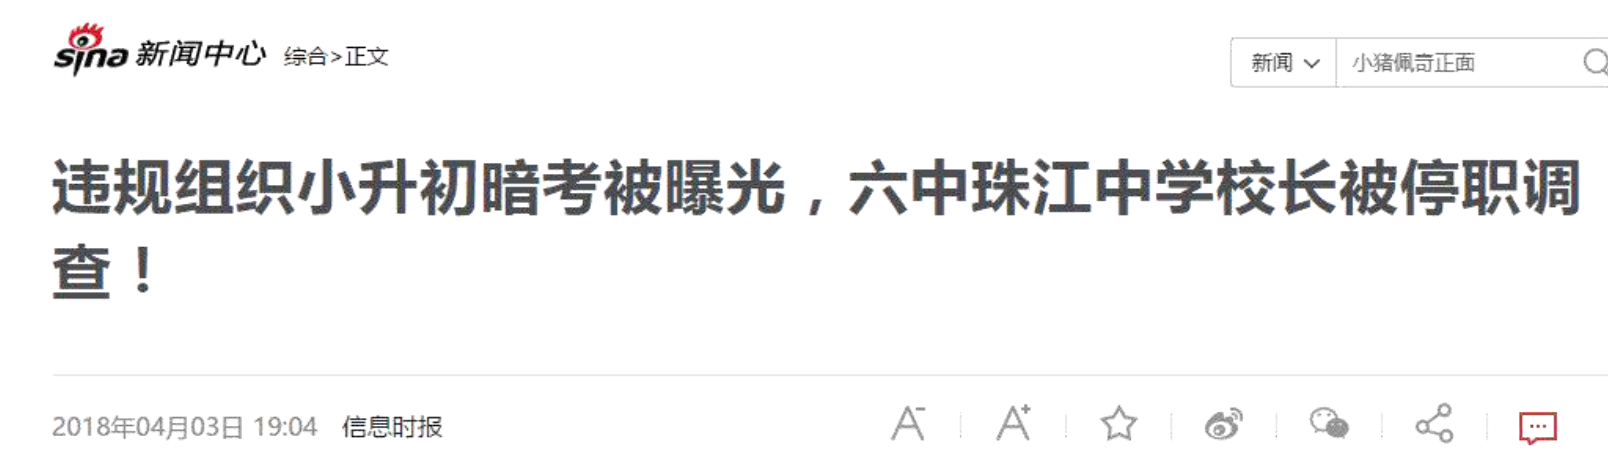 sina 新闻中心 综合>正文
新闻 小猪佩奇正面
违规组织小升初暗考被曝光，六中珠江中学校长被停职调
查！
2018年04月03日 19:04 信息时报
A- A+